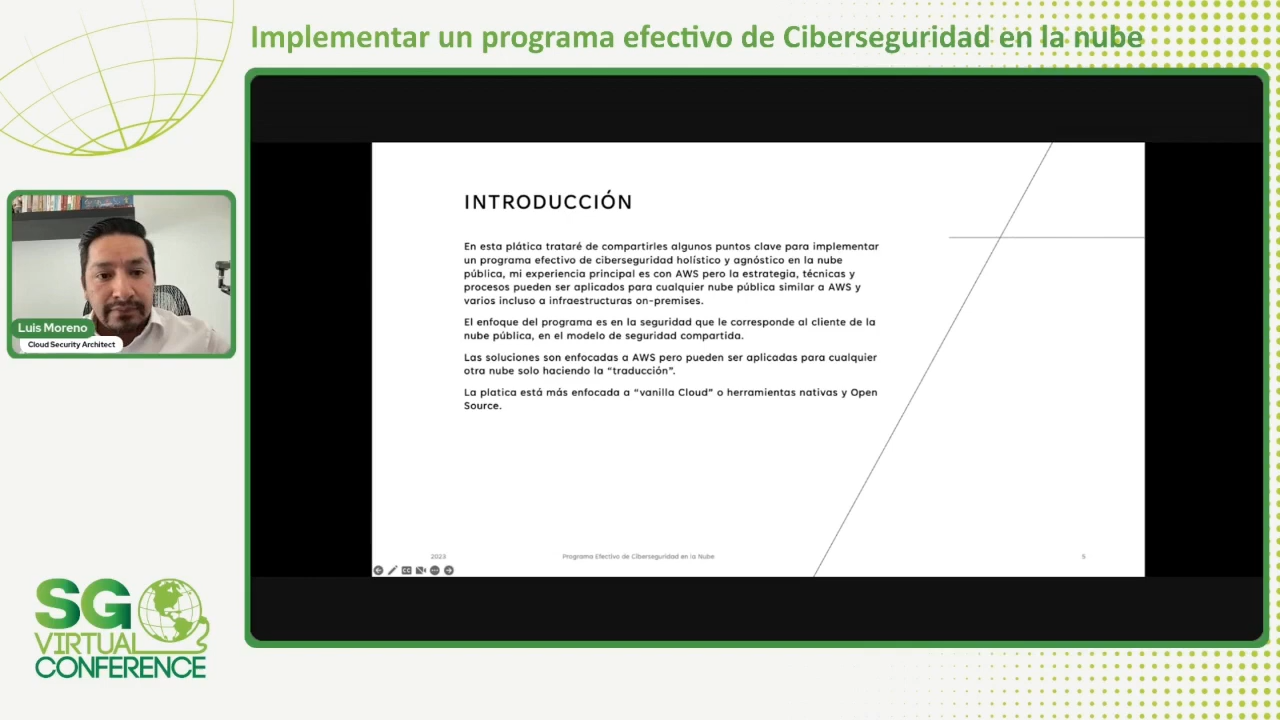 Implementar un programa efectivo de Ciberseguridad en la nube
INTRODUCCIÓN
En esta plática trataré de compartirles algunos puntos clave para implementar
un programa efectivo de ciberseguridad holístico y agnóstico en la nube
pública, mi experiencia principal es con AWS pero la estrategia, técnicas y
procesos pueden ser aplicados para cualquier nube pública similar a AWS y
varios incluso a infraestructuras on-premises.
El enfoque del programa es en la seguridad que le corresponde al cliente de la
nube pública, en el modelo de seguridad compartida.
Las soluciones son enfocadas a AWS pero pueden ser aplicadas para cualquier
otra nube solo haciendo la “traducción”.
La platica está más enfocada a “vanilla Cloud” o herramientas nativas y Open
Source.
2023
Programa Efectivo de Ciberseguridad en la Nube
5
CC
Luis Moreno
Cloud Security Architect
SG
VIRTUAL
CONFERENCE